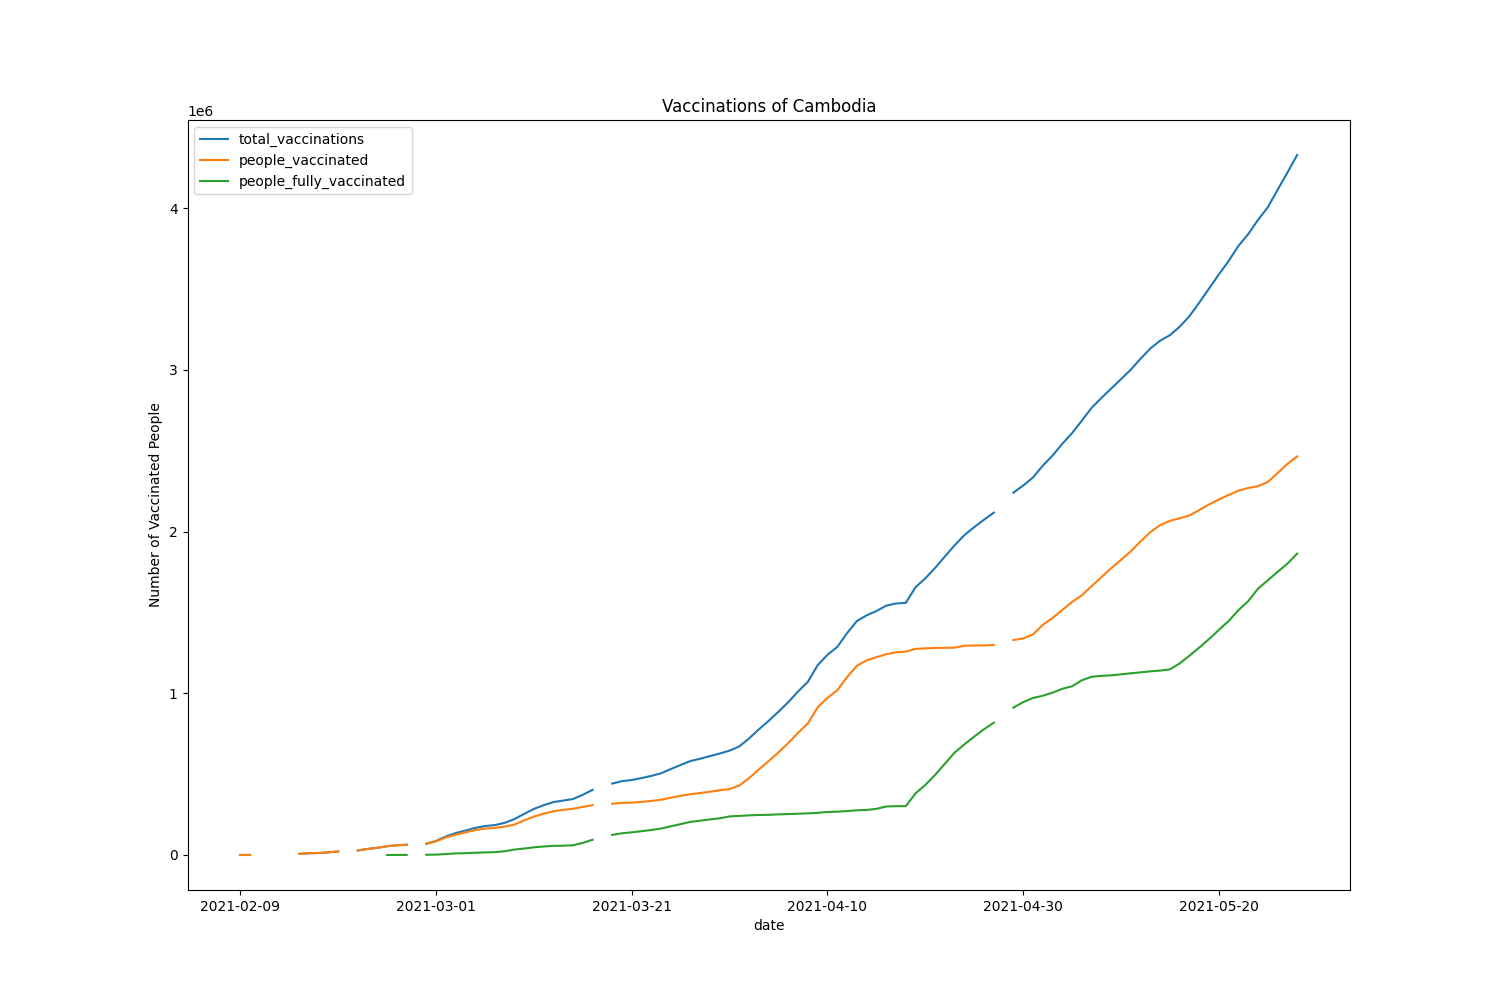 Vaccinations of Cambodia
1e6
total_vaccinations
people_vaccinated
people_fully_vaccinated
4
3
2
1
0
Number of Vaccinated People
2021-02-09 2021-03-01 2021-03-21 2021-04-10 2021-04-30 2021-05-20
date